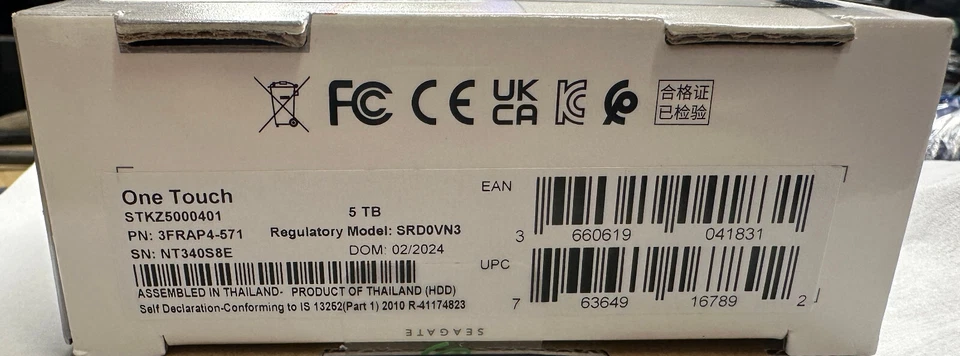 FC CE UK CA KC
合格证
已检验
One Touch
STKZ5000401
5 TB
PN: 3FRAP4-571
Regulatory Model: SRD0VN3
SN: NT340S8E
DOM: 02/2024
ASSEMBLED IN THAILAND- PRODUCT OF THAILAND (HDD)
Self Declaration-Conforming to IS 13262(Part 1) 2010 R-41174823
EAN
3 660619 041831
UPC
7 63649 16789 2
SEAGATE